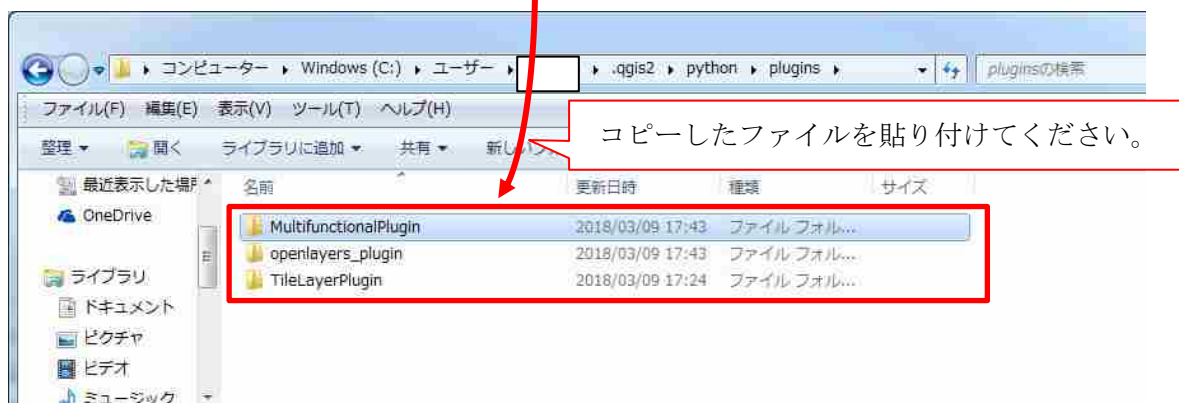 コンピューター ▸ Windows (C:) ▸ ユーザー ▸ ▸ .qgis2 ▸ python ▸ plugins ▸ pluginsの検索
ファイル(F) 編集(E) 表示(V) ツール(T) ヘルプ(H)
コピーしたファイルを貼り付けてください。
整理 ▾ 開く ライブラリに追加 ▾ 共有 ▾
最近表示した場所 名前 更新日時 種類 サイズ
OneDrive
MultifunctionalPlugin 2018/03/09 17:43 ファイル フォル...
openlayers_plugin 2018/03/09 17:43 ファイル フォル...
ライブラリ
TileLayerPlugin 2018/03/09 17:24 ファイル フォル...
ドキュメント
ピクチャ
ビデオ
ミュージック